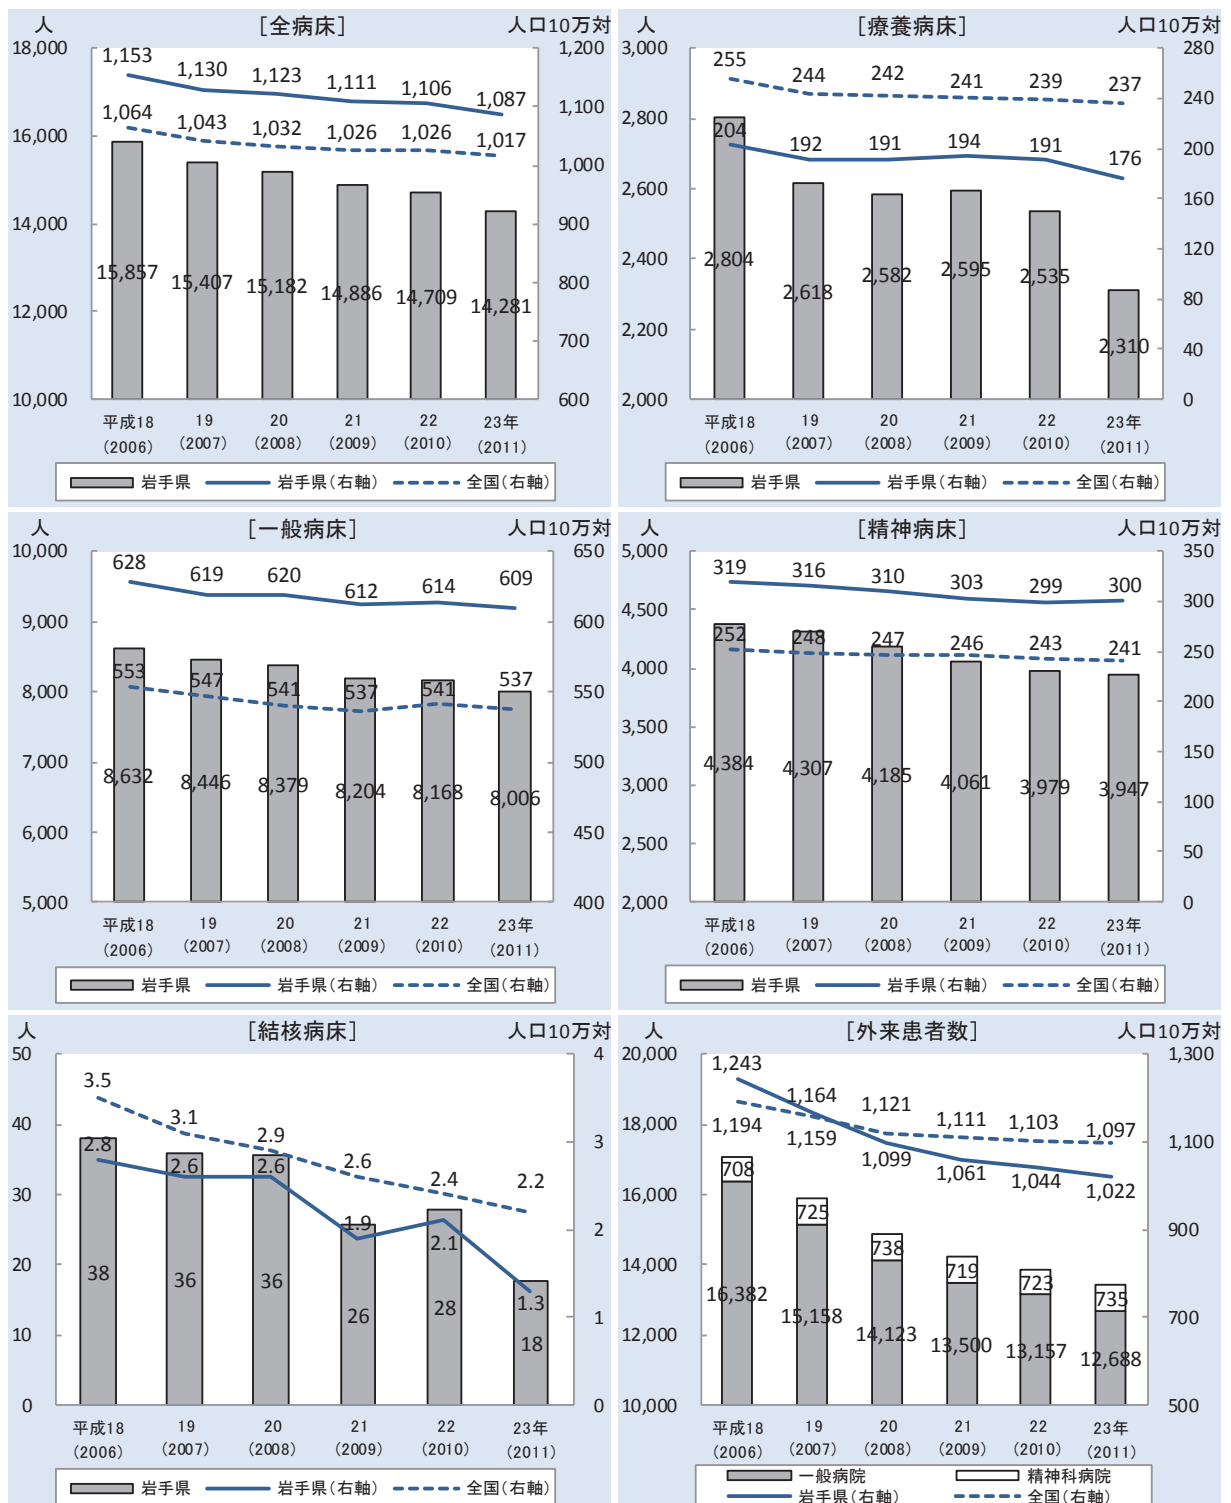 人 ［全病床］ 人口10万対
18,000 16,000 14,000 12,000 10,000
1,200 1,100 1,000 900 800 700 600
1,153 1,130 1,123 1,111 1,106 1,087
1,064 1,043 1,032 1,026 1,026 1,017
15,857 15,407 15,182 14,886 14,709 14,281
平成18 19 20 21 22 23年
（2006） （2007） （2008） （2009） （2010） （2011）
岩手県 岩手県（右軸） 全国（右軸）
人 ［療養病床］ 人口10万対
3,000 2,800 2,600 2,400 2,200 2,000
280 240 200 160 120 80 40 0
255 244 242 241 239 237
204 192 191 194 191 176
2,804 2,618 2,582 2,595 2,535 2,310
平成18 19 20 21 22 23年
（2006） （2007） （2008） （2009） （2010） （2011）
岩手県 岩手県（右軸） 全国（右軸）
人 ［一般病床］ 人口10万対
10,000 9,000 8,000 7,000 6,000 5,000
650 600 550 500 450 400
628 619 620 612 614 609
553 547 541 537 541 537
8,632 8,446 8,379 8,204 8,168 8,006
平成18 19 20 21 22 23年
（2006） （2007） （2008） （2009） （2010） （2011）
岩手県 岩手県（右軸） 全国（右軸）
人 ［精神病床］ 人口10万対
5,000 4,500 4,000 3,500 3,000 2,500 2,000
350 300 250 200 150 100 50 0
319 316 310 303 299 300
252 248 247 246 243 241
4,384 4,307 4,185 4,061 3,979 3,947
平成18 19 20 21 22 23年
（2006） （2007） （2008） （2009） （2010） （2011）
岩手県 岩手県（右軸） 全国（右軸）
人 ［結核病床］ 人口10万対
50 40 30 20 10 0
4 3 2 1 0
3.5 3.1 2.9 2.6 2.4 2.2
2.8 2.6 2.6 1.9 2.1 1.3
38 36 36 26 28 18
平成18 19 20 21 22 23年
（2006） （2007） （2008） （2009） （2010） （2011）
岩手県 岩手県（右軸） 全国（右軸）
人 ［外来患者数］ 人口10万対
20,000 18,000 16,000 14,000 12,000 10,000
1,300 1,100 900 700 500
1,243 1,164 1,121 1,111 1,103 1,097
1,194 1,159 1,099 1,061 1,044 1,022
708 725 738 719 723 735
16,382 15,158 14,123 13,500 13,157 12,688
平成18 19 20 21 22 23年
（2006） （2007） （2008） （2009） （2010） （2011）
一般病院 精神科病院
岩手県（右軸） 全国（右軸）